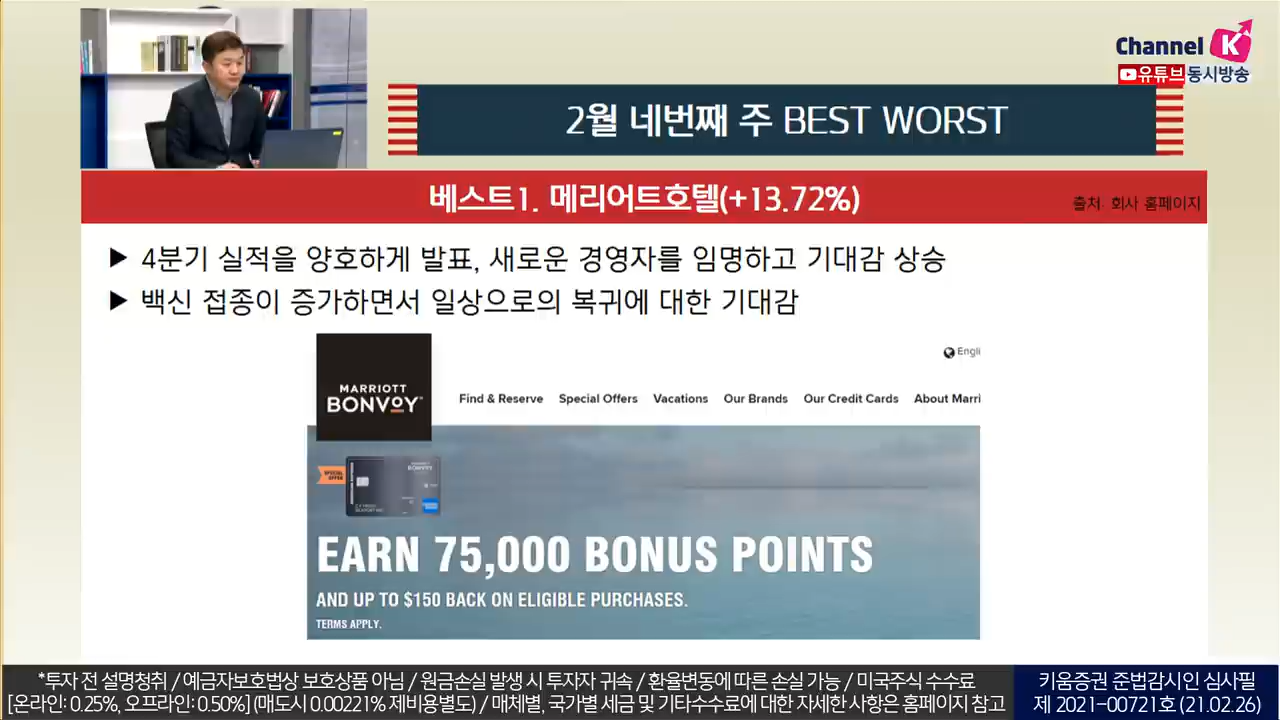 Channel K
유튜브 동시방송
2월 네번째 주 BEST WORST
베스트1. 메리어트호텔(+13.72%)
출처: 회사 홈페이지
▶ 4분기 실적을 양호하게 발표, 새로운 경영자를 임명하고 기대감 상승
▶ 백신 접종이 증가하면서 일상으로의 복귀에 대한 기대감
Engli
MARRIOTT
BONVOY™
Find & Reserve Special Offers Vacations Our Brands Our Credit Cards About Marri
SPECIAL
OFFER
BONVOY
EARN 75,000 BONUS POINTS
AND UP TO $150 BACK ON ELIGIBLE PURCHASES.
TERMS APPLY.
*투자 전 설명청취 / 예금자보호법상 보호상품 아님 / 원금손실 발생 시 투자자 귀속 / 환율변동에 따른 손실 가능 / 미국주식 수수료
[온라인: 0.25%, 오프라인: 0.50%] (매도시 0.00221% 제비용별도) / 매체별, 국가별 세금 및 기타수수료에 대한 자세한 사항은 홈페이지 참고
키움증권 준법감시인 심사필
제 2021-00721호 (21.02.26)